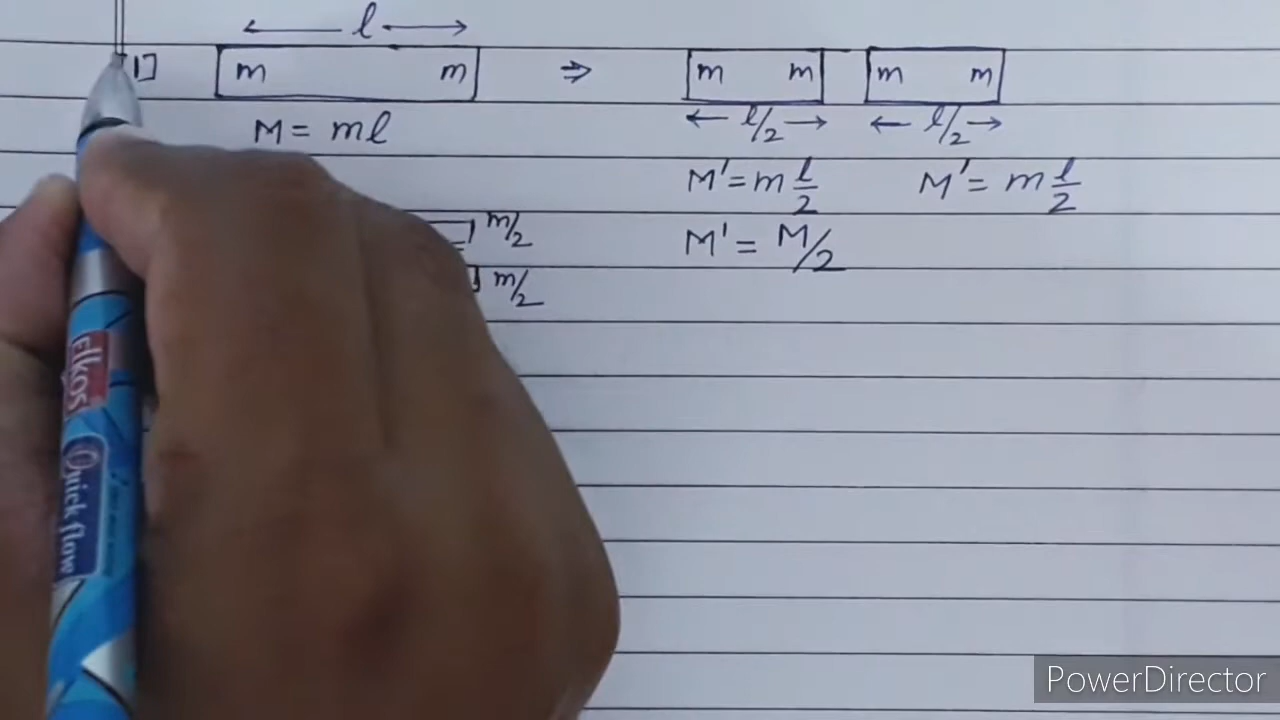 ← l →
1] m m ⇒ m m m m
← l/2 → ← l/2 →
M = ml
M' = m l/2 M' = m l/2
m/2
M' = M/2
m/2
Elkos
Quick flow
PowerDirector